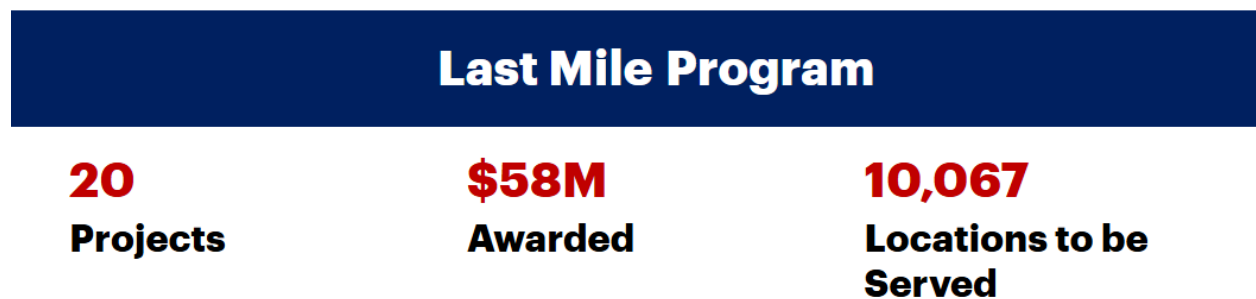 Last Mile Program
20 $58M 10,067
Projects Awarded Locations to be
Served